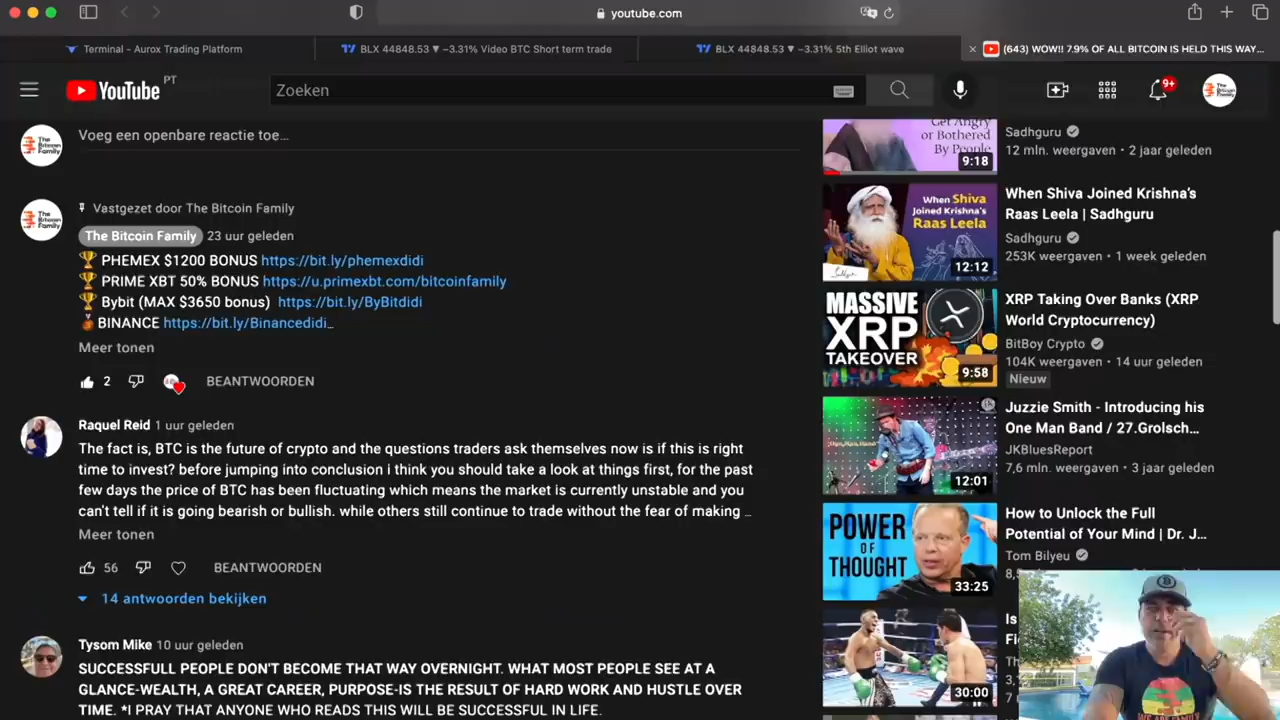 youtube.com
Terminal - Aurox Trading Platform
BLX 44848.53 ▼ −3.31% Video BTC Short term trade
BLX 44848.53 ▼ −3.31% 5th Elliot wave
(643) WOW!! 7.9% OF ALL BITCOIN IS HELD THIS WAY...
YouTube PT
Zoeken
9+
The Bitcoin Family
Voeg een openbare reactie toe...
The Bitcoin Family
Vastgezet door The Bitcoin Family
The Bitcoin Family 23 uur geleden
PHEMEX $1200 BONUS https://bit.ly/phemexdidi
PRIME XBT 50% BONUS https://u.primexbt.com/bitcoinfamily
Bybit (MAX $3650 bonus) https://bit.ly/ByBitdidi
BINANCE https://bit.ly/Binancedidi...
Meer tonen
2 BEANTWOORDEN
Raquel Reid 1 uur geleden
The fact is, BTC is the future of crypto and the questions traders ask themselves now is if this is right
time to invest? before jumping into conclusion i think you should take a look at things first, for the past
few days the price of BTC has been fluctuating which means the market is currently unstable and you
can't tell if it is going bearish or bullish. while others still continue to trade without the fear of making ...
Meer tonen
56 BEANTWOORDEN
14 antwoorden bekijken
Tysom Mike 10 uur geleden
SUCCESSFULL PEOPLE DON'T BECOME THAT WAY OVERNIGHT. WHAT MOST PEOPLE SEE AT A
GLANCE-WEALTH, A GREAT CAREER, PURPOSE-IS THE RESULT OF HARD WORK AND HUSTLE OVER
TIME. *I PRAY THAT ANYONE WHO READS THIS WILL BE SUCCESSFUL IN LIFE.
Get Angry
or Bothered
By People
9:18
Sadhguru
12 mln. weergaven • 2 jaar geleden
When Shiva
Joined Krishna's
Raas Leela
12:12
When Shiva Joined Krishna's
Raas Leela | Sadhguru
Sadhguru
253K weergaven • 1 week geleden
MASSIVE
XRP
TAKEOVER
9:58
XRP Taking Over Banks (XRP
World Cryptocurrency)
BitBoy Crypto
104K weergaven • 14 uur geleden
Nieuw
12:01
Juzzie Smith - Introducing his
One Man Band / 27.Grolsch...
JKBluesReport
7,6 mln. weergaven • 3 jaar geleden
POWER
OF
THOUGHT
33:25
How to Unlock the Full
Potential of Your Mind | Dr. J...
Tom Bilyeu
30:00
WE ARE FAMILY